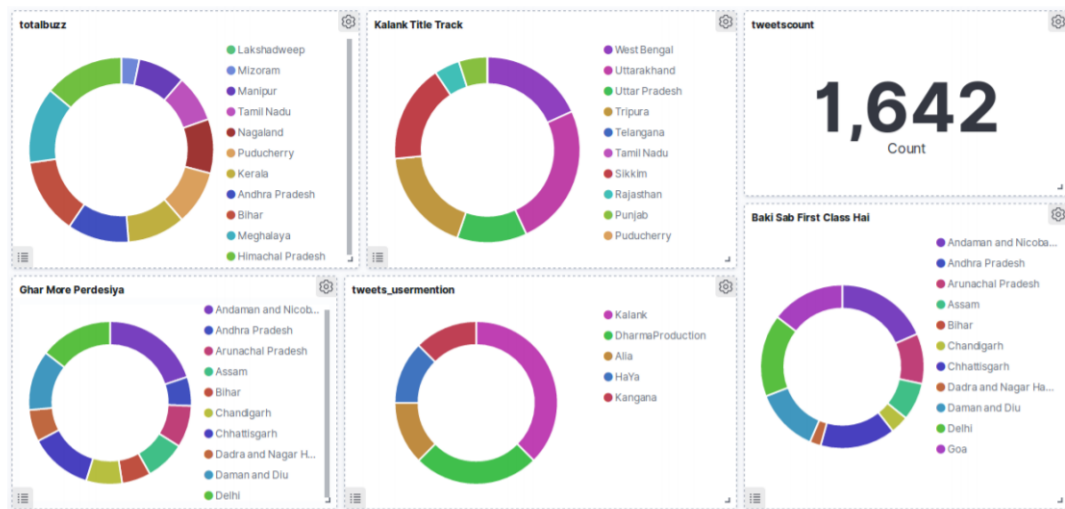 totalbuzz
Lakshadweep
Mizoram
Manipur
Tamil Nadu
Nagaland
Puducherry
Kerala
Andhra Pradesh
Bihar
Meghalaya
Himachal Pradesh
Kalank Title Track
West Bengal
Uttarakhand
Uttar Pradesh
Tripura
Telangana
Tamil Nadu
Sikkim
Rajasthan
Punjab
Puducherry
tweetscount
1,642
Count
Ghar More Perdesiya
Andaman and Nicob...
Andhra Pradesh
Arunachal Pradesh
Assam
Bihar
Chandigarh
Chhattisgarh
Dadra and Nagar H...
Daman and Diu
Delhi
tweets_usermention
Kalank
DharmaProduction
Alia
HaYa
Kangana
Baki Sab First Class Hai
Andaman and Nicoba...
Andhra Pradesh
Arunachal Pradesh
Assam
Bihar
Chandigarh
Chhattisgarh
Dadra and Nagar Ha...
Daman and Diu
Delhi
Goa